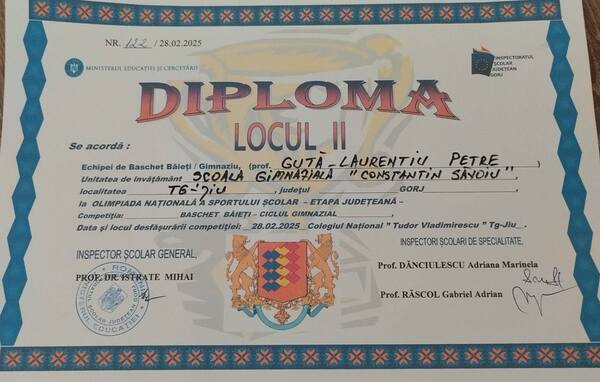 NR. 122 / 28.02.2025
MINISTERUL EDUCAȚIEI ȘI CERCETĂRII
INSPECTORATUL
ȘCOLAR
JUDEȚEAN
GORJ
DIPLOMA
LOCUL II
Se acordă :
Echipei de Baschet Băieți / Gimnaziu, (prof. GUȚĂ-LAURENȚIU PETRE )
Unitatea de învățământ ȘCOALA GIMNAZIALĂ "CONSTANTIN SĂVOIU",
localitatea TG-JIU , județul GORJ ,
la OLIMPIADA NAȚIONALĂ A SPORTULUI ȘCOLAR – ETAPA JUDEȚEANĂ –
Competiția: BASCHET BĂIEȚI - CICLUL GIMNAZIAL
Data și locul desfășurării competiției: 28.02.2025 Colegiul Național " Tudor Vladimirescu " Tg-Jiu .
INSPECTOR ȘCOLAR GENERAL,
PROF. DR. ISTRATE MIHAI
INSPECTORI ȘCOLARI DE SPECIALITATE,
Prof. DĂNCIULESCU Adriana Marinela
Prof. RĂSCOL Gabriel Adrian